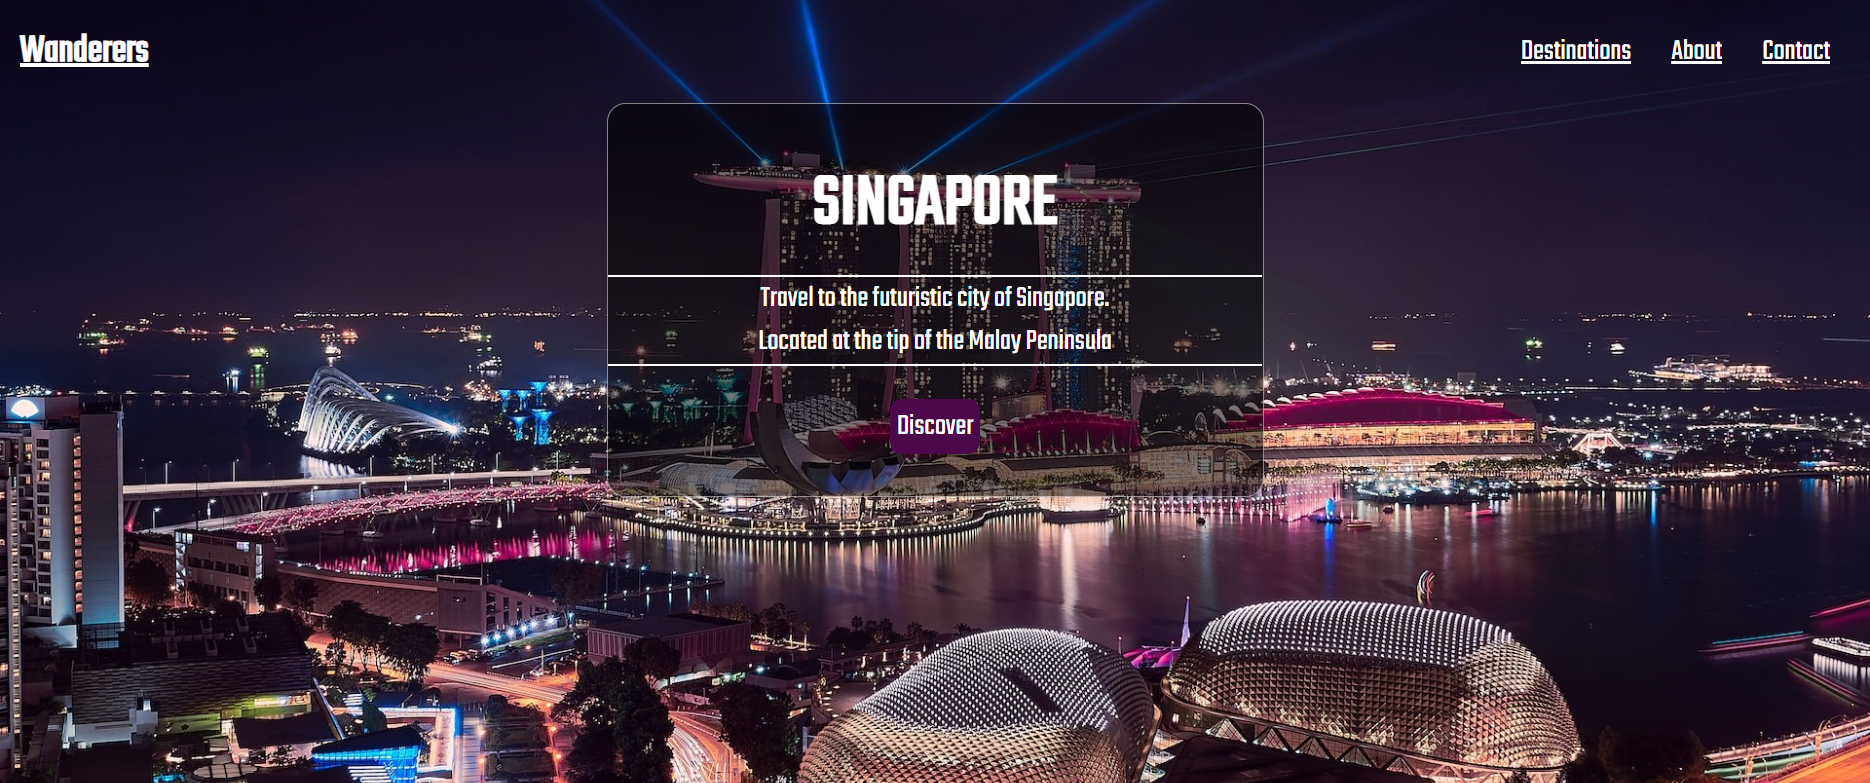 Wanderers
Destinations About Contact
SINGAPORE
Travel to the futuristic city of Singapore.
Located at the tip of the Malay Peninsula
Discover